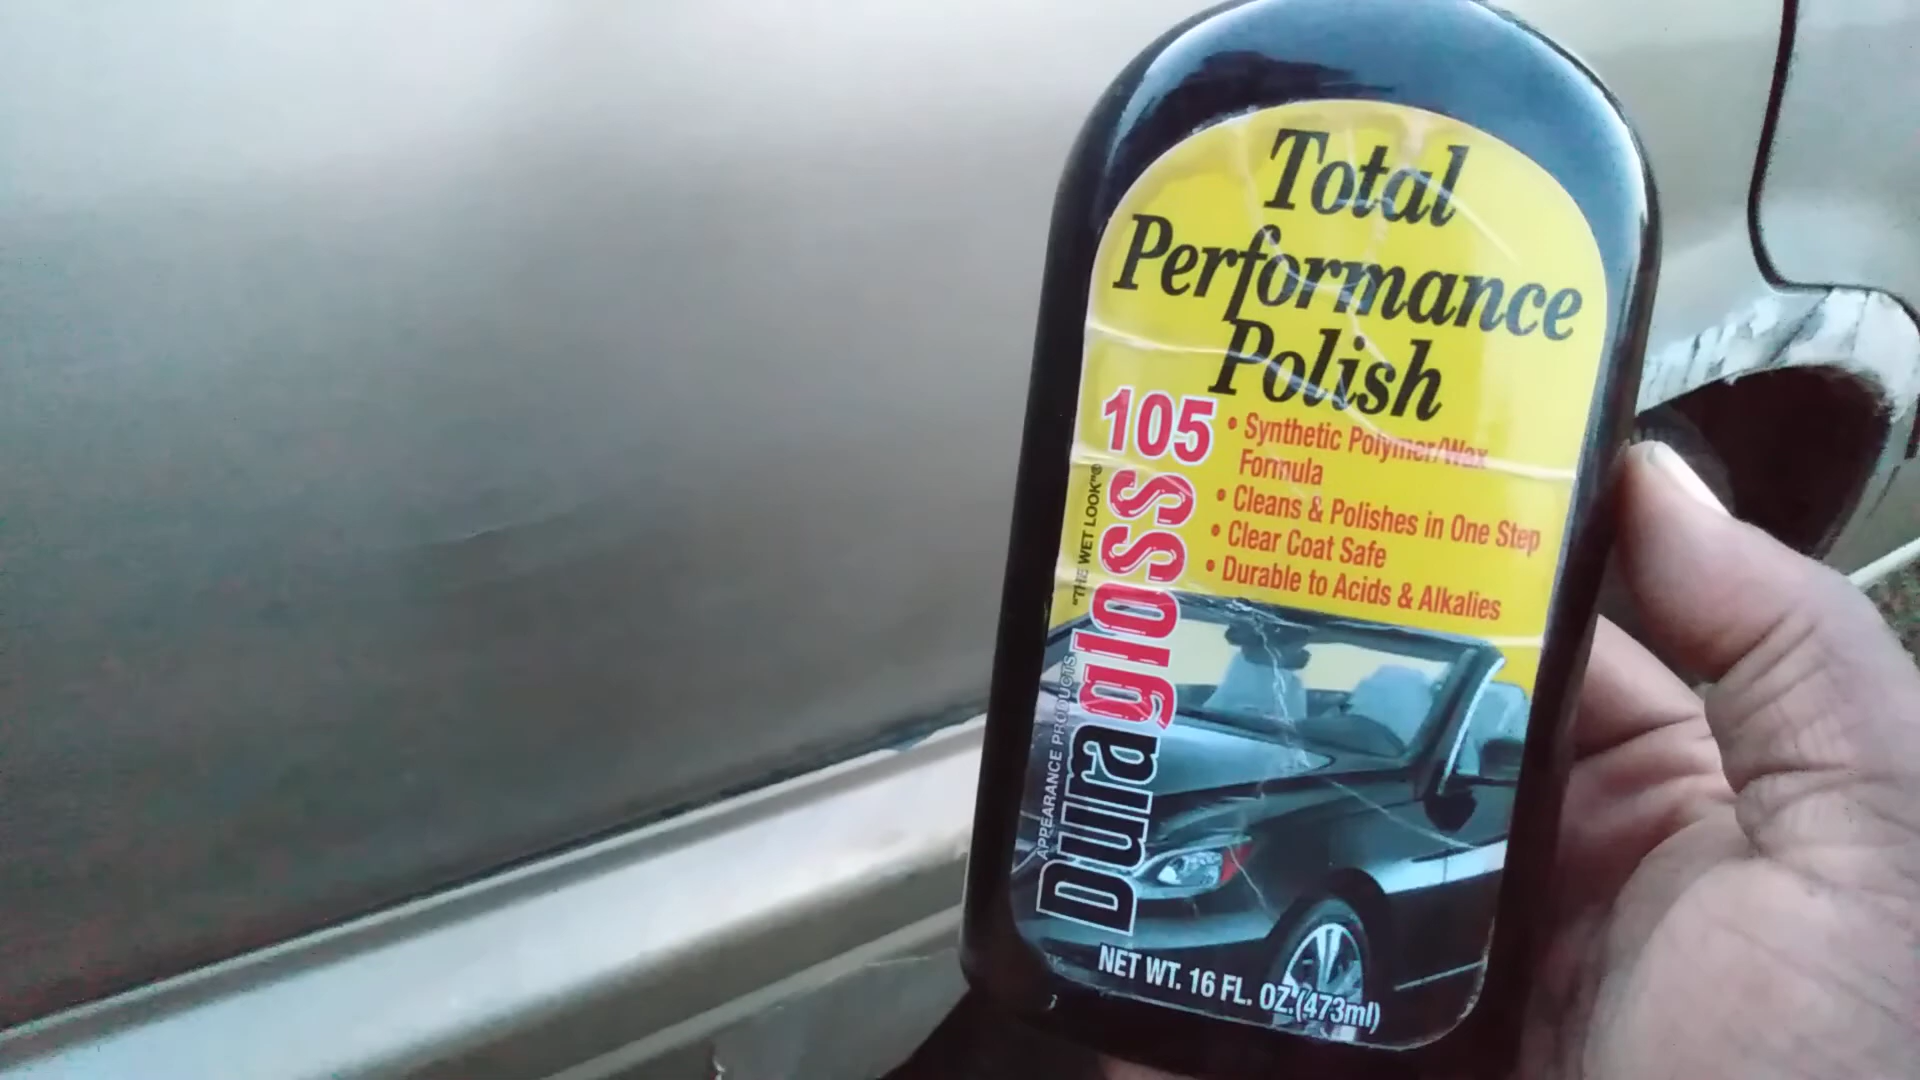 Total
Performance
Polish
105
• Synthetic Polymer/Wax
Formula
• Cleans & Polishes in One Step
• Clear Coat Safe
• Durable to Acids & Alkalies
"THE WET LOOK"®
Duragloss
APPEARANCE PRODUCTS
NET WT. 16 FL. OZ.(473ml)